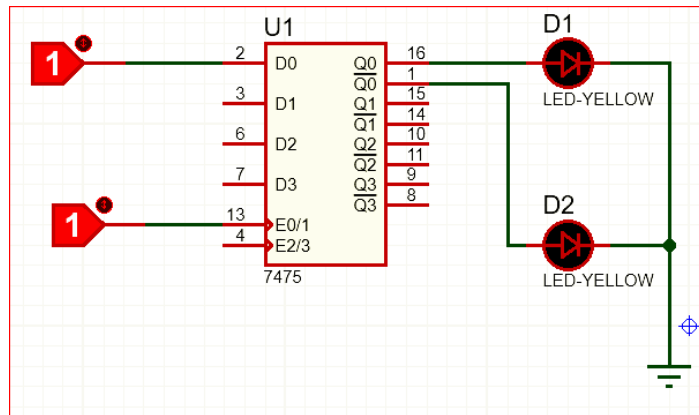 U1
D1
1
2
D0
Q0
16
Q0
1
3
D1
Q1
15
Q1
14
LED-YELLOW
6
D2
Q2
10
Q2
11
7
D3
Q3
9
Q3
8
D2
1
13
E0/1
4
E2/3
7475
LED-YELLOW